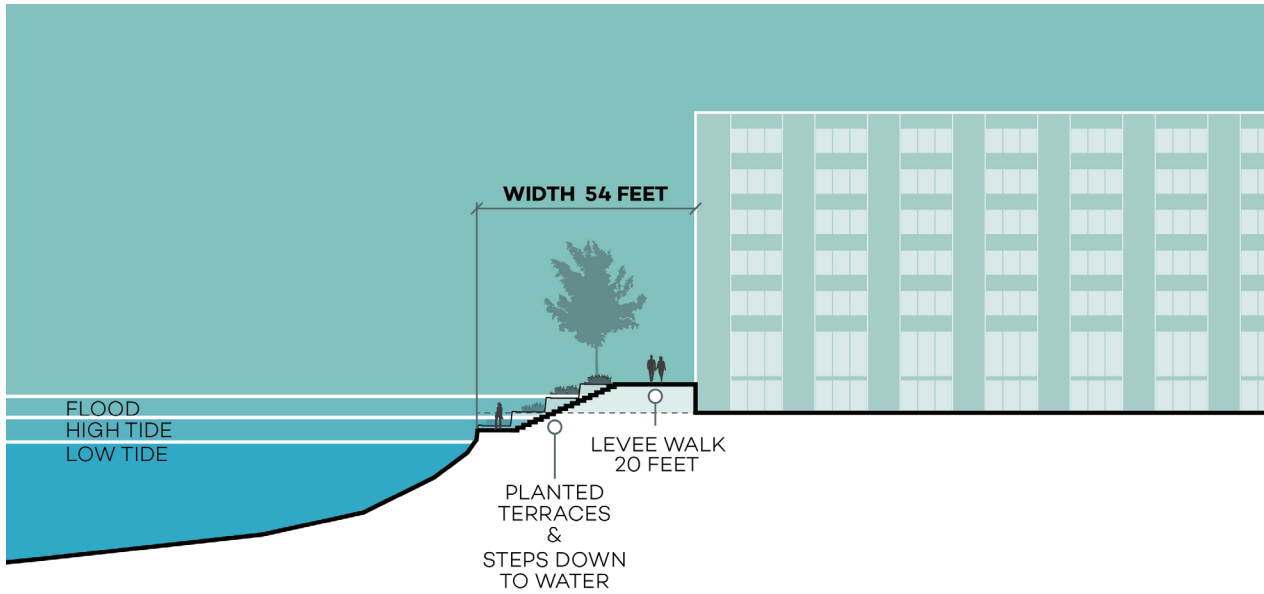 WIDTH 54 FEET
FLOOD
HIGH TIDE
LOW TIDE
LEVEE WALK
20 FEET
PLANTED
TERRACES
&
STEPS DOWN
TO WATER